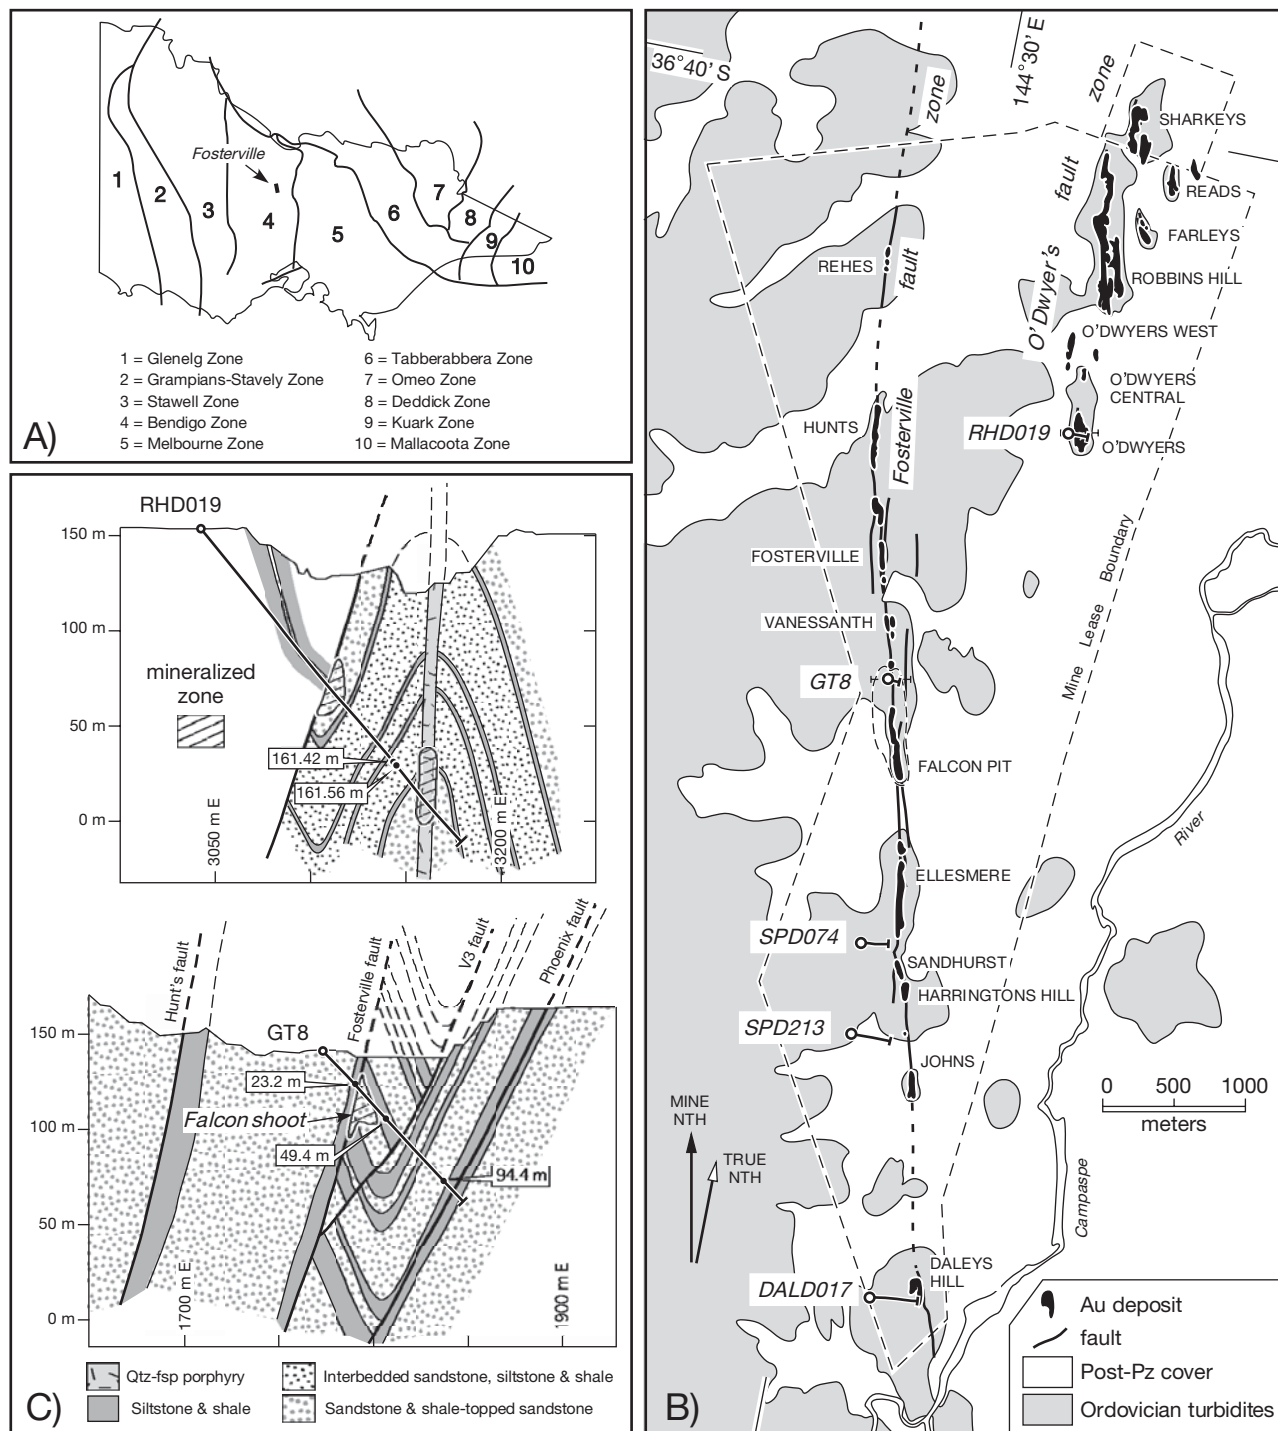 Fosterville
1
2
3
4
5
6
7
8
9
10
1 = Glenelg Zone
2 = Grampians-Stavely Zone
3 = Stawell Zone
4 = Bendigo Zone
5 = Melbourne Zone
6 = Tabberabbera Zone
7 = Omeo Zone
8 = Deddick Zone
9 = Kuark Zone
10 = Mallacoota Zone
A)
RHD019
150 m
100 m
50 m
0 m
mineralized
zone
161.42 m
161.56 m
3050 m E
3200 m E
Hunt's fault
Fosterville fault
V3 fault
Phoenix fault
GT8
150 m
100 m
50 m
0 m
23.2 m
Falcon shoot
49.4 m
94.4 m
1700 m E
1900 m E
Qtz-fsp porphyry
Siltstone & shale
Interbedded sandstone, siltstone & shale
Sandstone & shale-topped sandstone
C)
36°40' S
144°30' E
zone
fault
Fosterville
zone
fault
O' Dwyer's
SHARKEYS
READS
FARLEYS
ROBBINS HILL
O'DWYERS WEST
O'DWYERS
CENTRAL
RHD019
O'DWYERS
REHES
HUNTS
FOSTERVILLE
VANESSANTH
GT8
FALCON PIT
ELLESMERE
SPD074
SANDHURST
HARRINGTONS HILL
SPD213
JOHNS
DALEYS
HILL
DALD017
Mine Lease Boundary
River
Campaspe
0 500 1000
meters
MINE
NTH
TRUE
NTH
Au deposit
fault
Post-Pz cover
Ordovician turbidites
B)